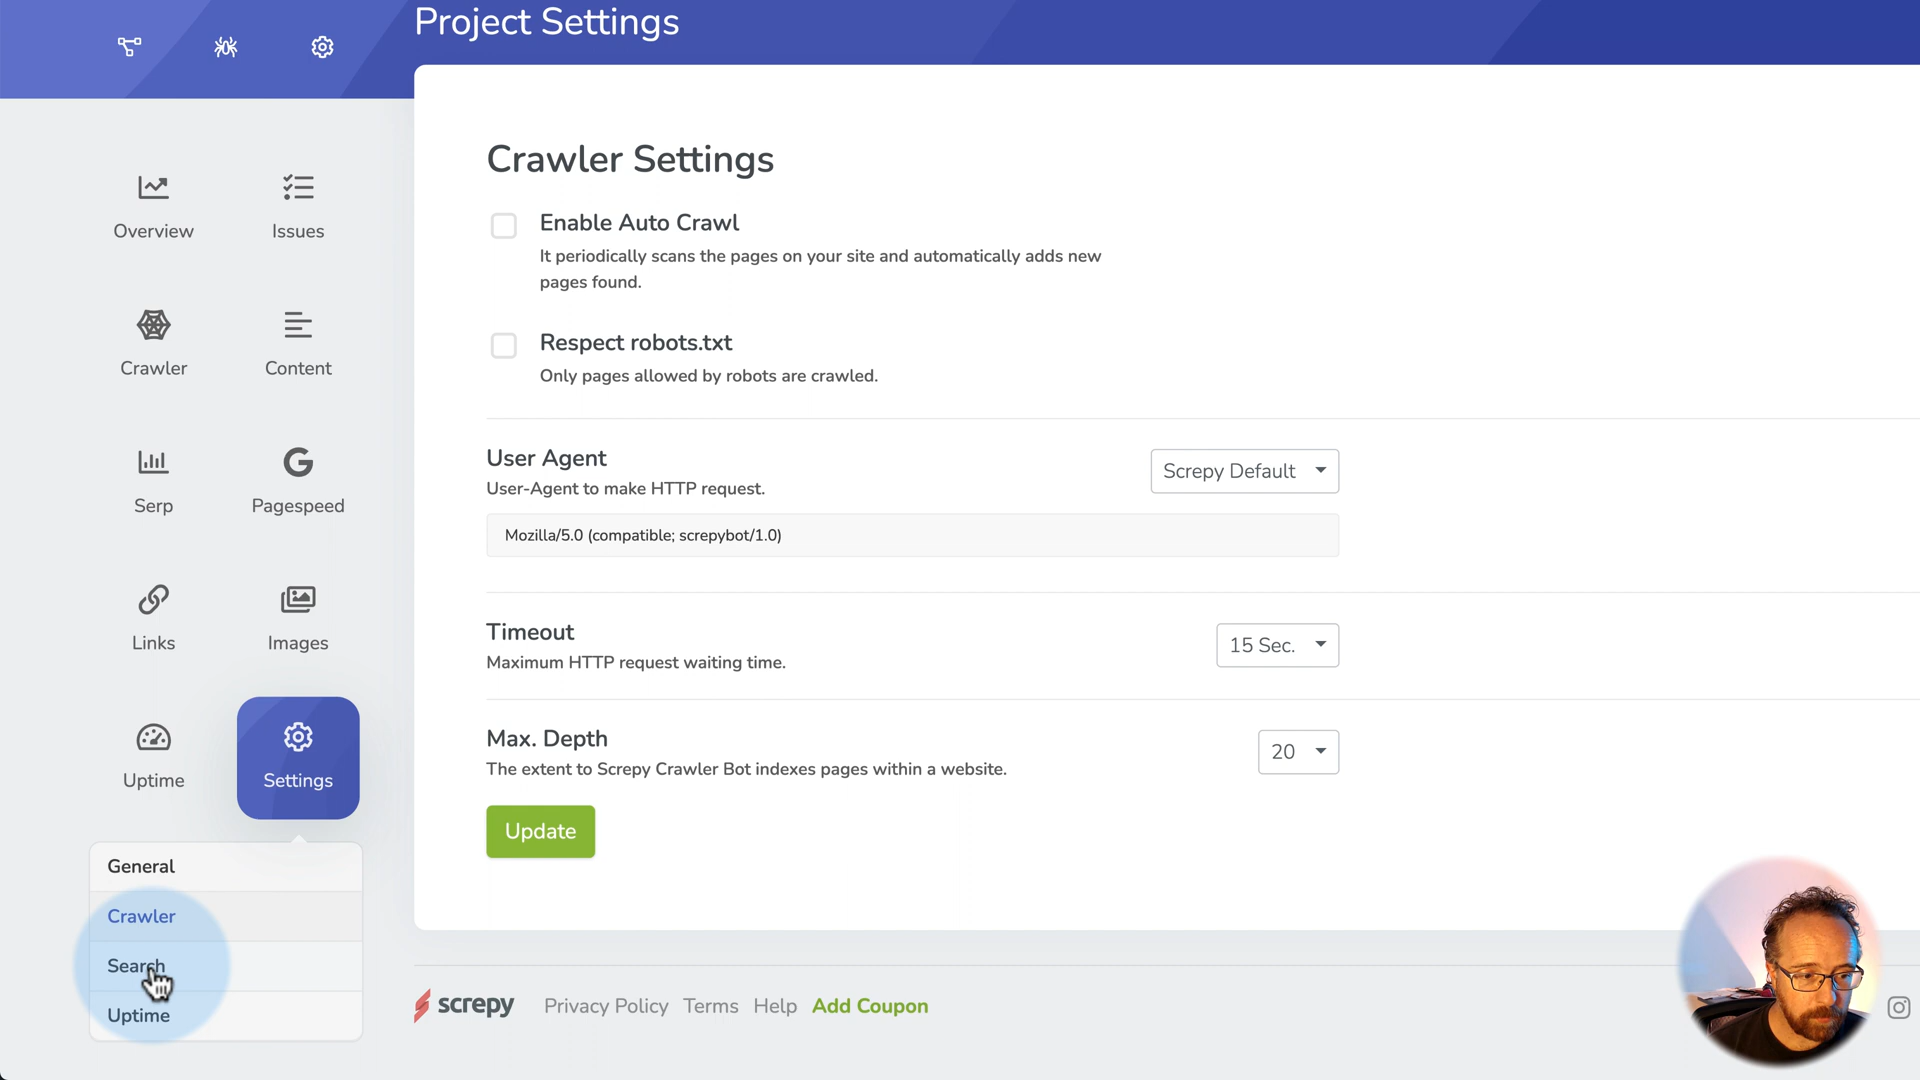 Project Settings
Overview
Issues
Crawler
Content
Serp
Pagespeed
Links
Images
Uptime
Settings
General
Crawler
Search
Uptime
Crawler Settings
Enable Auto Crawl
It periodically scans the pages on your site and automatically adds new
pages found.
Respect robots.txt
Only pages allowed by robots are crawled.
User Agent
User-Agent to make HTTP request.
Screpy Default
Mozilla/5.0 (compatible; screpybot/1.0)
Timeout
Maximum HTTP request waiting time.
15 Sec.
Max. Depth
The extent to Screpy Crawler Bot indexes pages within a website.
20
Update
screpy Privacy Policy Terms Help Add Coupon